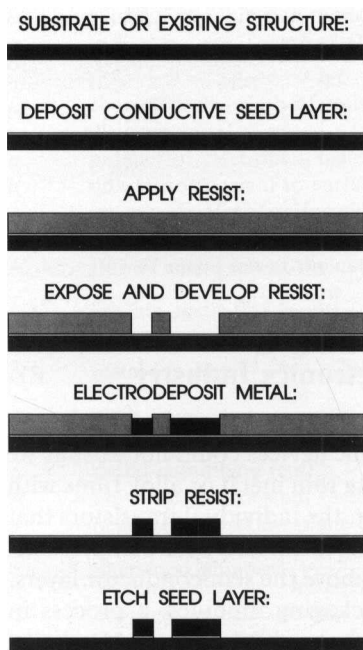 SUBSTRATE OR EXISTING STRUCTURE:
DEPOSIT CONDUCTIVE SEED LAYER:
APPLY RESIST:
EXPOSE AND DEVELOP RESIST:
ELECTRODEPOSIT METAL:
STRIP RESIST:
ETCH SEED LAYER: